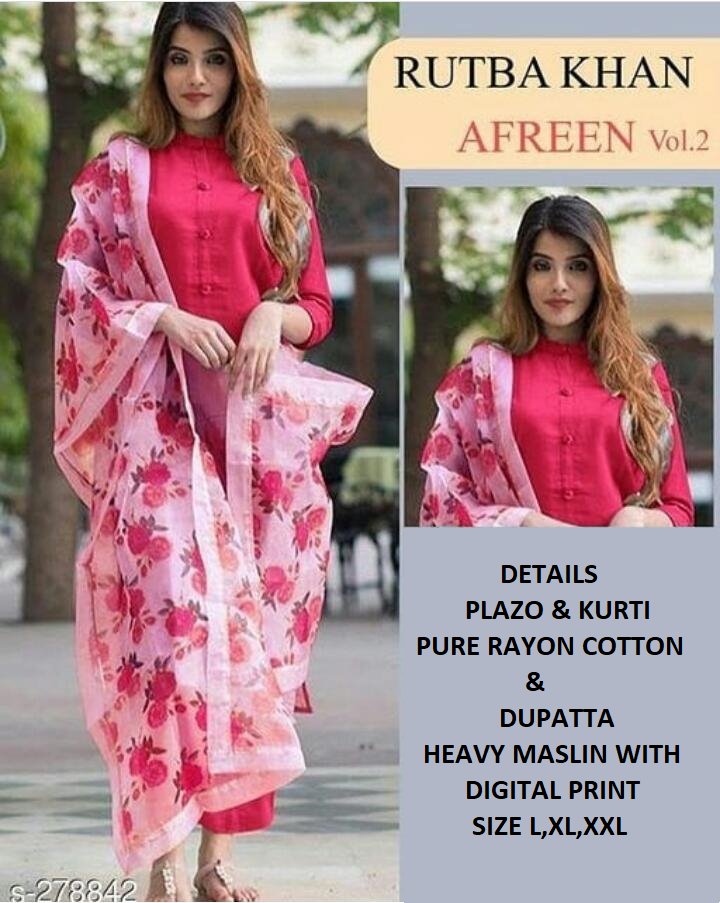 RUTBA KHAN
AFREEN Vol.2
DETAILS
PLAZO & KURTI
PURE RAYON COTTON
&
DUPATTA
HEAVY MASLIN WITH
DIGITAL PRINT
SIZE L,XL,XXL
s-278842